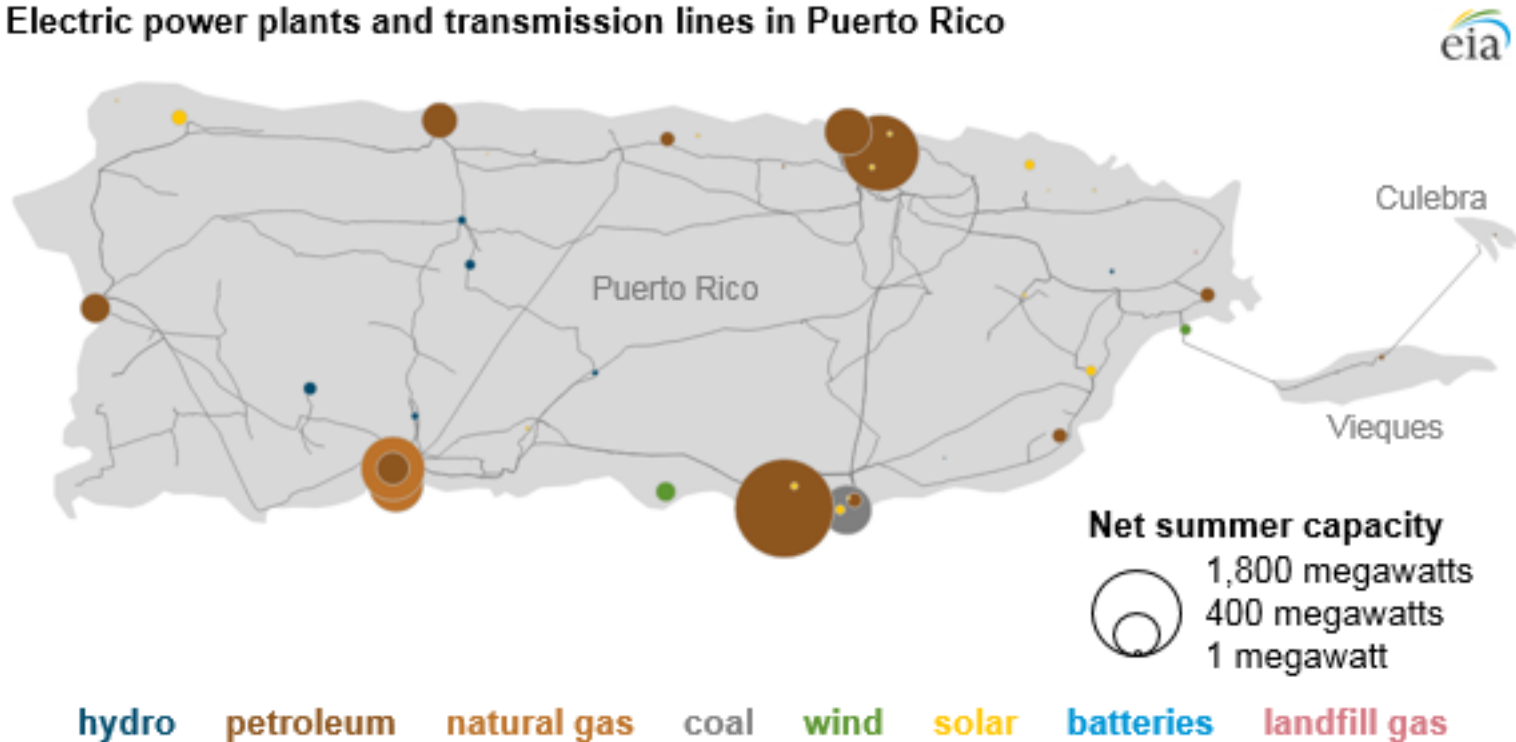 Electric power plants and transmission lines in Puerto Rico
eia
Culebra
Puerto Rico
Vieques
Net summer capacity
1,800 megawatts
400 megawatts
1 megawatt
hydro petroleum natural gas coal wind solar batteries landfill gas